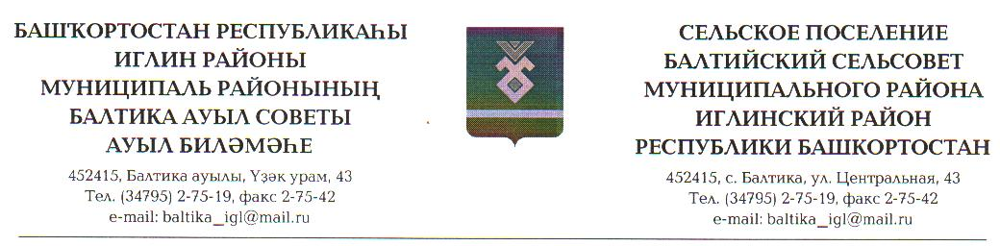 БАШҠОРТОСТАН РЕСПУБЛИКАҺЫ
ИГЛИН РАЙОНЫ
МУНИЦИПАЛЬ РАЙОНЫНЫҢ
БАЛТИКА АУЫЛ СОВЕТЫ
АУЫЛ БИЛӘМӘҺЕ
452415, Балтика ауылы, Үҙәк урам, 43
Тел. (34795) 2-75-19, факс 2-75-42
e-mail: baltika_igl@mail.ru
СЕЛЬСКОЕ ПОСЕЛЕНИЕ
БАЛТИЙСКИЙ СЕЛЬСОВЕТ
МУНИЦИПАЛЬНОГО РАЙОНА
ИГЛИНСКИЙ РАЙОН
РЕСПУБЛИКИ БАШКОРТОСТАН
452415, с. Балтика, ул. Центральная, 43
Тел. (34795) 2-75-19, факс 2-75-42
e-mail: baltika_igl@mail.ru